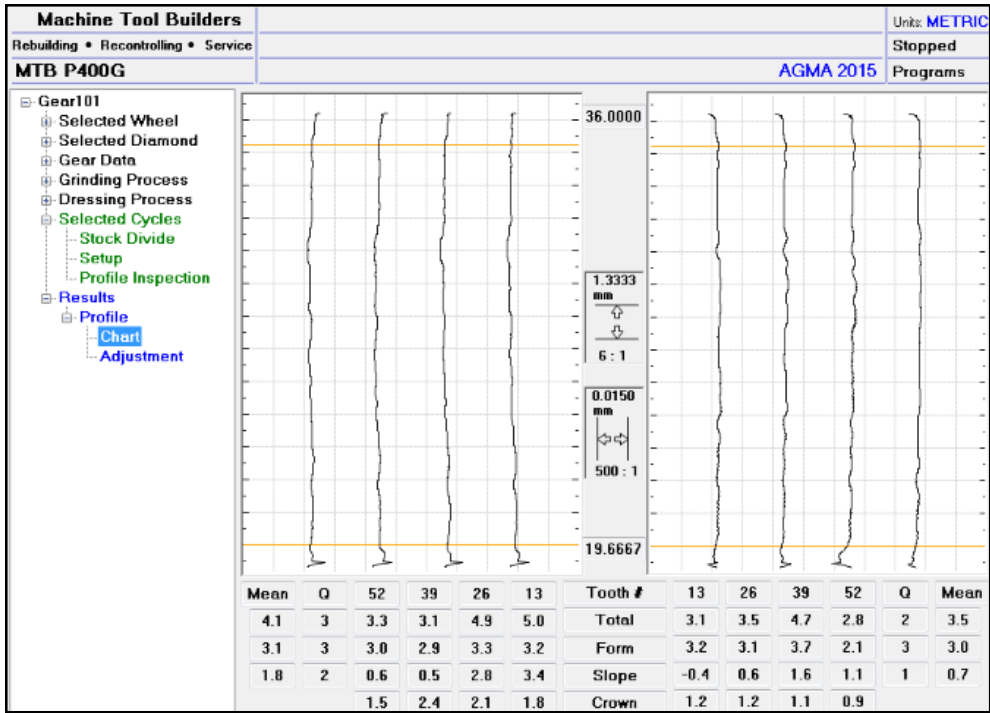 Machine Tool Builders
Units: METRIC
Rebuilding • Recontrolling • Service
Stopped
MTB P400G
AGMA 2015
Programs
Gear101
Selected Wheel
Selected Diamond
Gear Data
Grinding Process
Dressing Process
Selected Cycles
Stock Divide
Setup
Profile Inspection
Results
Profile
Chart
Adjustment
36.0000
1.3333
mm
6 : 1
0.0150
mm
500 : 1
19.6667
Mean Q 52 39 26 13 Tooth # 13 26 39 52 Q Mean
4.1 3 3.3 3.1 4.9 5.0 Total 3.1 3.5 4.7 2.8 2 3.5
3.1 3 3.0 2.9 3.3 3.2 Form 3.2 3.1 3.7 2.1 3 3.0
1.8 2 0.6 0.5 2.8 3.4 Slope -0.4 0.6 1.6 1.1 1 0.7
1.5 2.4 2.1 1.8 Crown 1.2 1.2 1.1 0.9